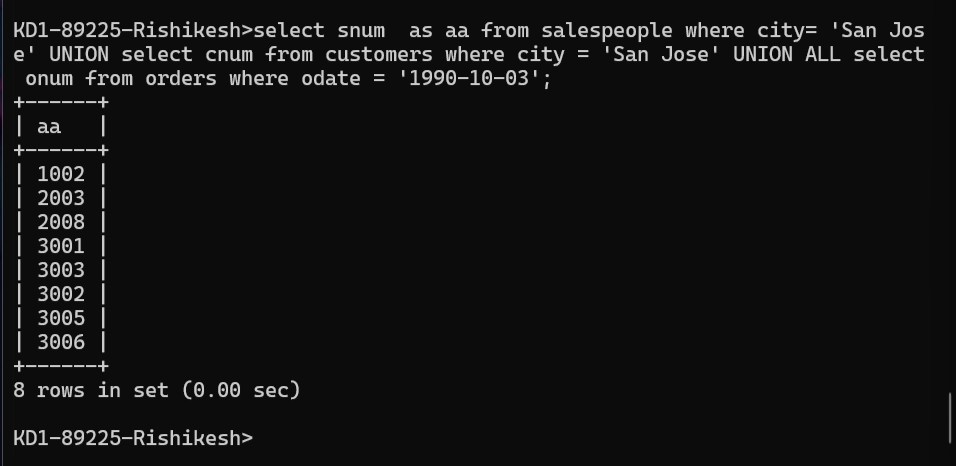 KD1-89225-Rishikesh>select snum  as aa from salespeople where city= 'San Jos
e' UNION select cnum from customers where city = 'San Jose' UNION ALL select
 onum from orders where odate = '1990-10-03';
+------+
| aa   |
+------+
| 1002 |
| 2003 |
| 2008 |
| 3001 |
| 3003 |
| 3002 |
| 3005 |
| 3006 |
+------+
8 rows in set (0.00 sec)

KD1-89225-Rishikesh>